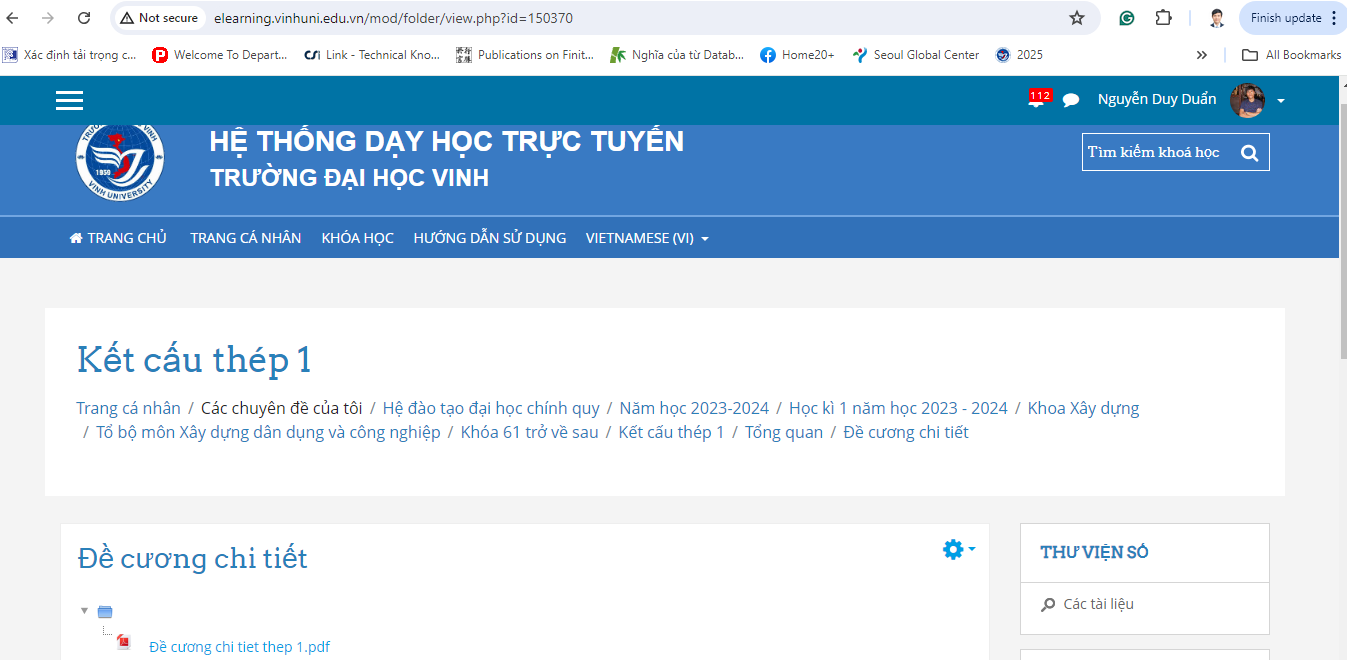 Not secure elearning.vinhuni.edu.vn/mod/folder/view.php?id=150370 Finish update
Xác định tải trọng c... Welcome To Depart... Link - Technical Kno... Publications on Finit... Nghĩa của từ Datab... Home20+ Seoul Global Center 2025 » All Bookmarks
112 Nguyễn Duy Duẩn
HỆ THỐNG DẠY HỌC TRỰC TUYẾN
TRƯỜNG ĐẠI HỌC VINH
Tìm kiếm khoá học
1959
VINH UNIVERSITY
TRANG CHỦ TRANG CÁ NHÂN KHÓA HỌC HƯỚNG DẪN SỬ DỤNG VIETNAMESE (VI)
Kết cấu thép 1
Trang cá nhân / Các chuyên đề của tôi / Hệ đào tạo đại học chính quy / Năm học 2023-2024 / Học kì 1 năm học 2023 - 2024 / Khoa Xây dựng
/ Tổ bộ môn Xây dựng dân dụng và công nghiệp / Khóa 61 trở về sau / Kết cấu thép 1 / Tổng quan / Đề cương chi tiết
Đề cương chi tiết
Đề cương chi tiet thep 1.pdf
THƯ VIỆN SỐ
Các tài liệu